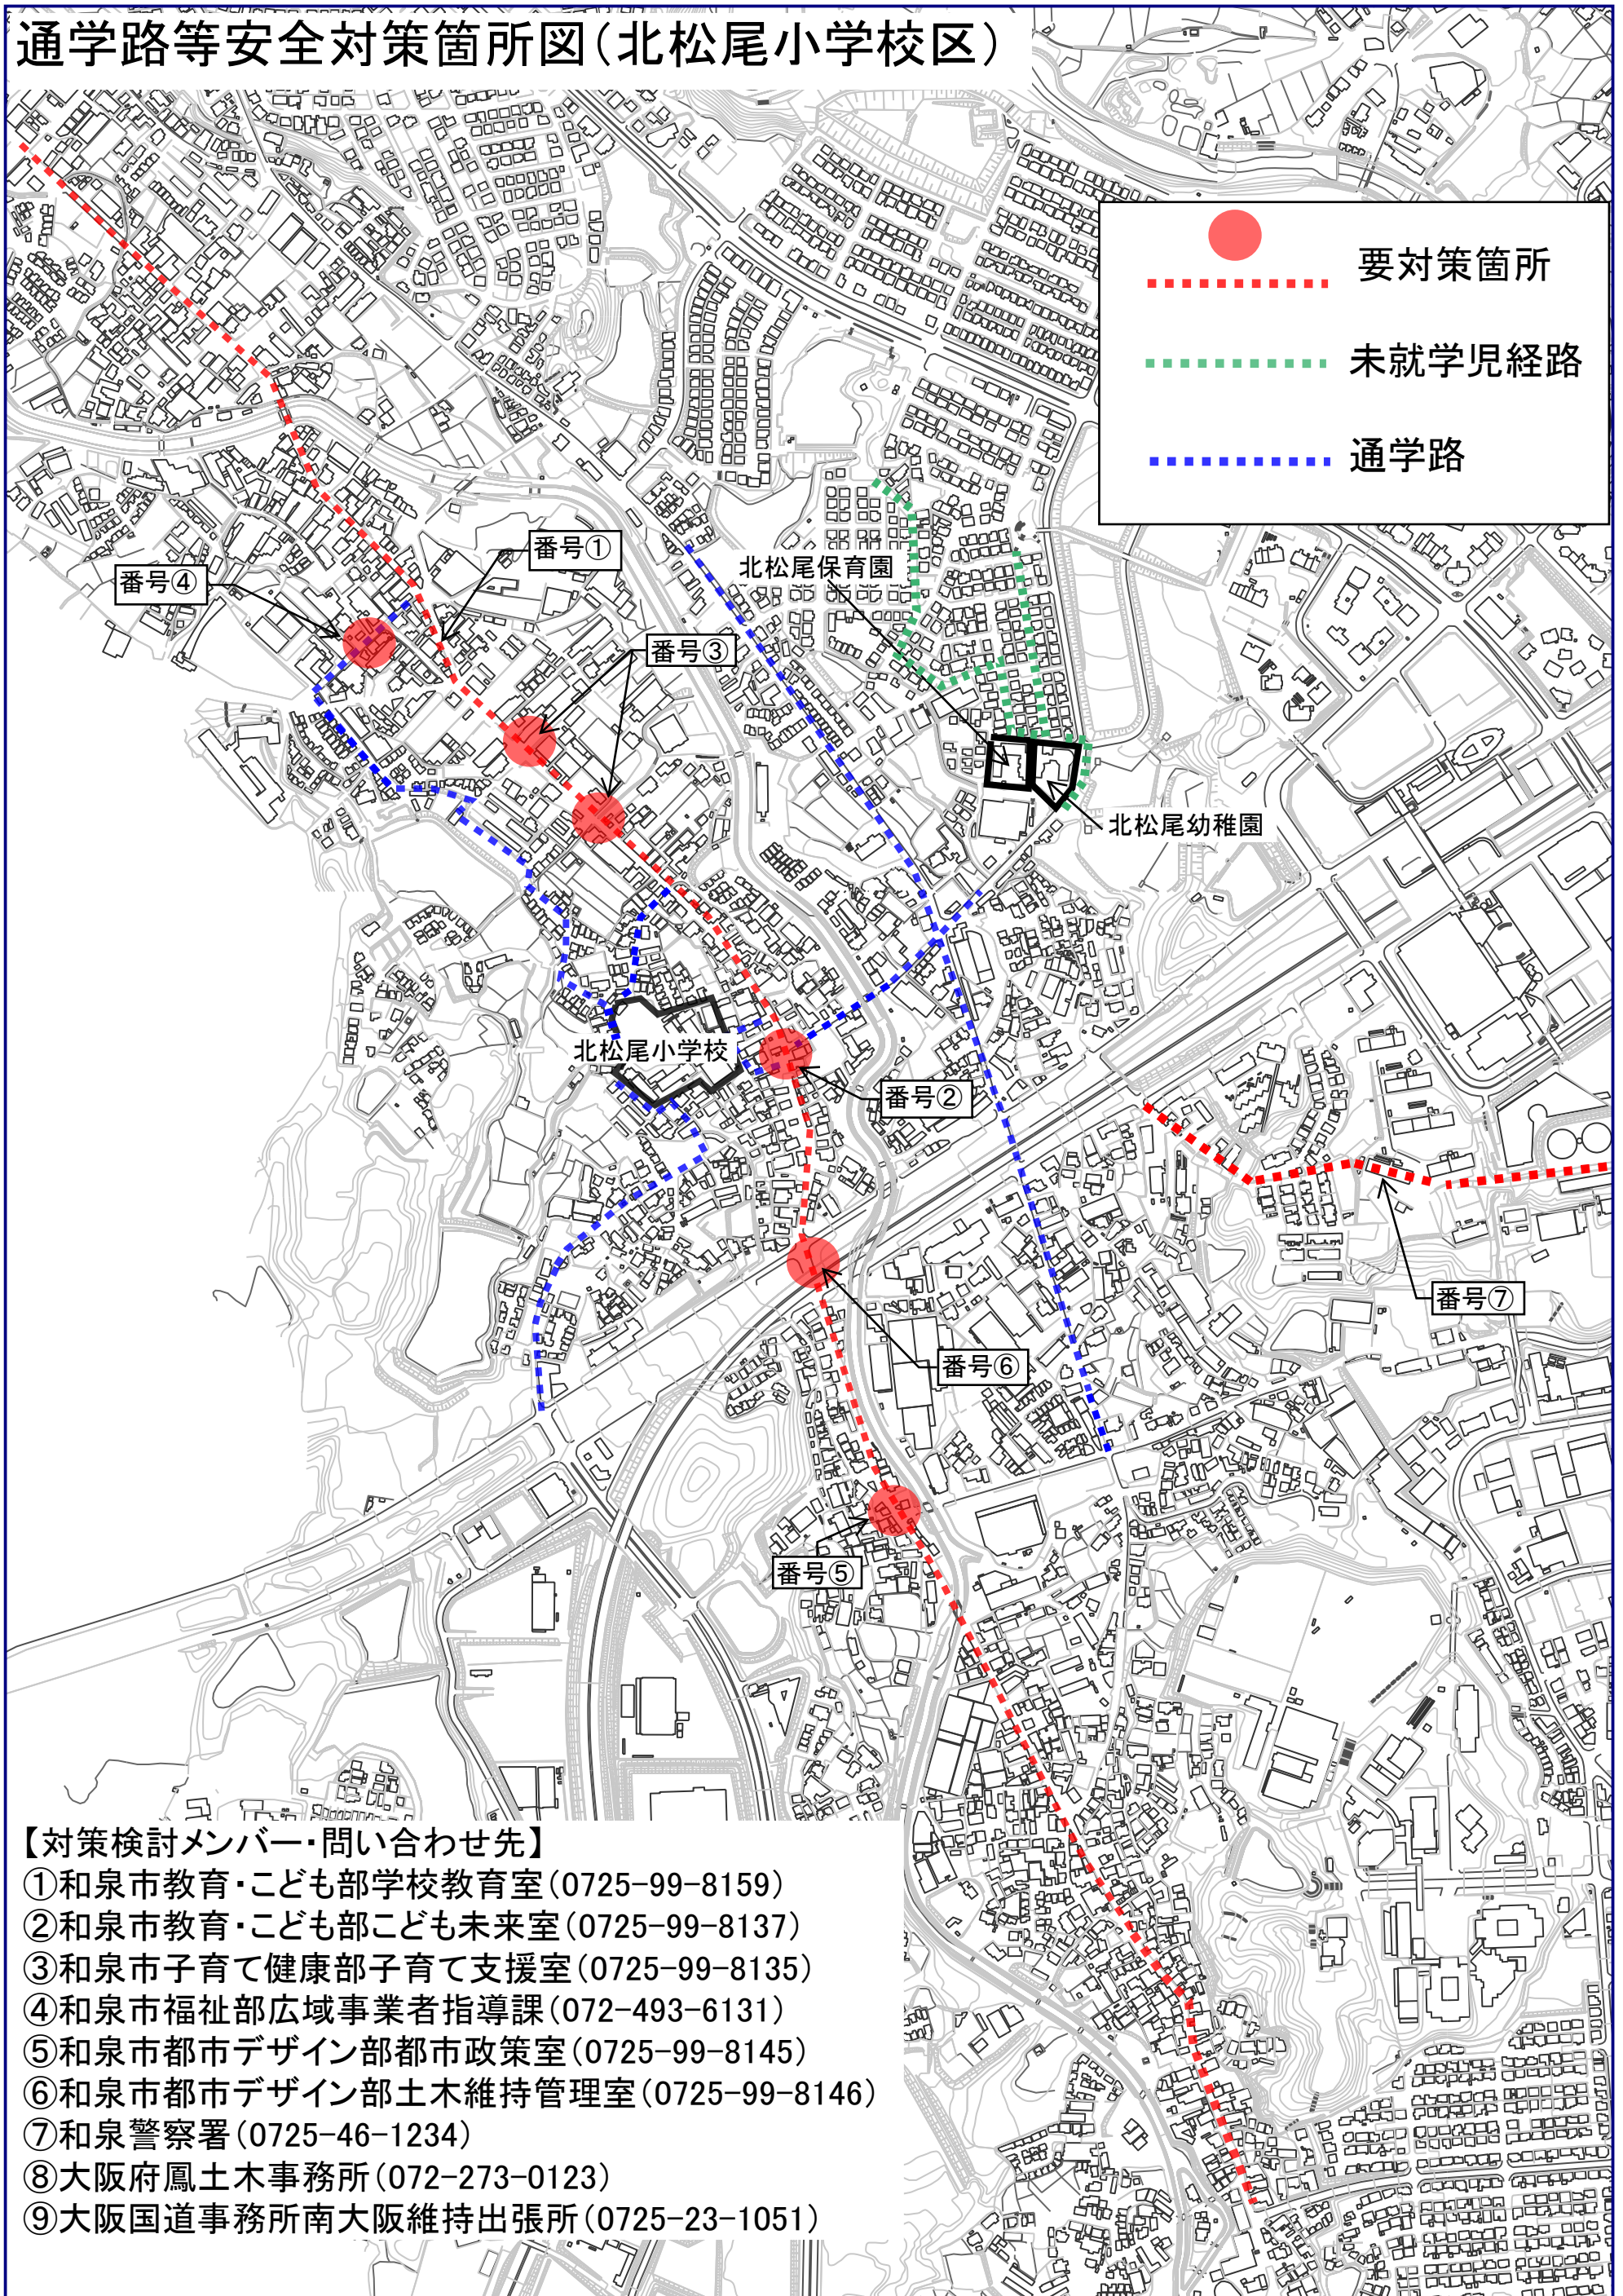 通学路等安全対策箇所図（北松尾小学校区）
要対策箇所
未就学児経路
通学路
番号①
番号④
北松尾保育園
番号③
北松尾幼稚園
北松尾小学校
番号②
番号⑦
番号⑥
番号⑤
【対策検討メンバー・問い合わせ先】
①和泉市教育・こども部学校教育室（0725-99-8159）
②和泉市教育・こども部こども未来室（0725-99-8137）
③和泉市子育て健康部子育て支援室（0725-99-8135）
④和泉市福祉部広域事業者指導課（072-493-6131）
⑤和泉市都市デザイン部都市政策室（0725-99-8145）
⑥和泉市都市デザイン部土木維持管理室（0725-99-8146）
⑦和泉警察署（0725-46-1234）
⑧大阪府鳳土木事務所（072-273-0123）
⑨大阪国道事務所南大阪維持出張所（0725-23-1051）